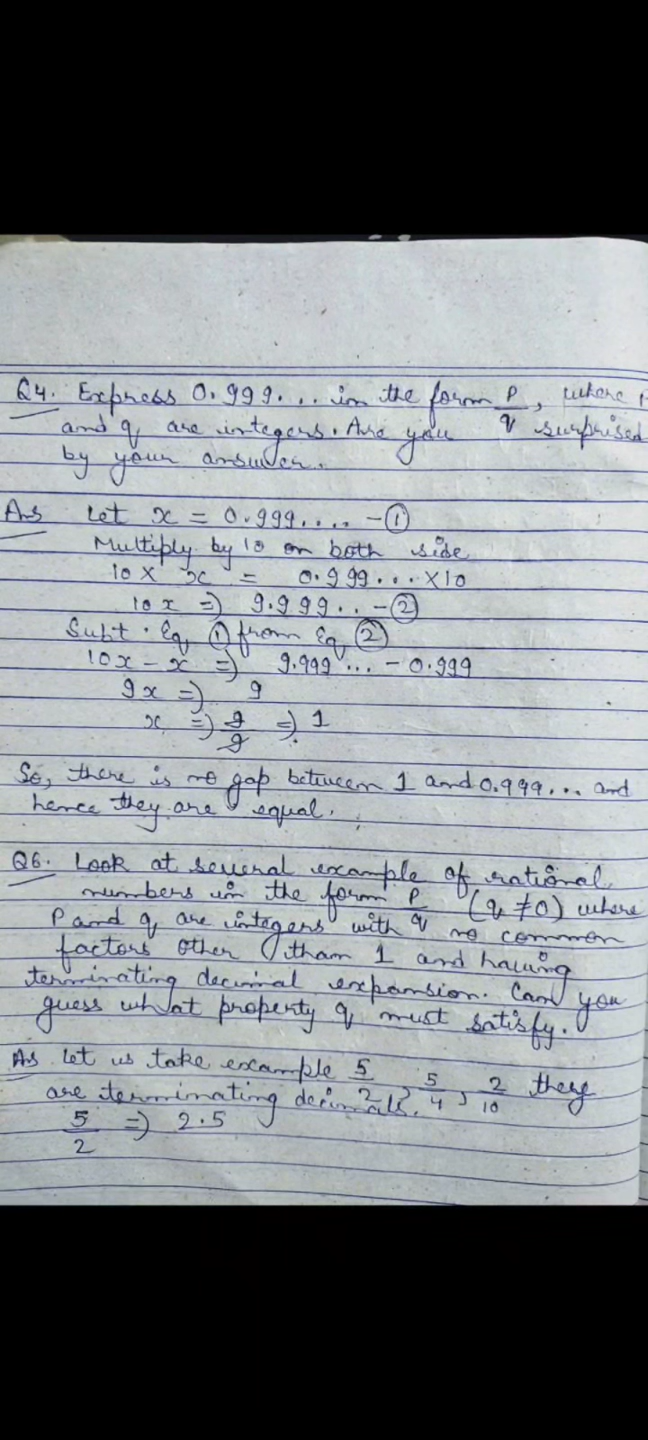 Q4. Express 0.999... in the form P/q, where P
and q are integers. Are you surprised
by your answer.
Ans Let x = 0.999.... -①
Multiply by 10 on both side
10 × x = 0.999... ×10
10x => 9.999.. -②
Subt. Eq ① from Eq ②
10x - x => 9.999... - 0.999
9x => 9
x => 9/9 => 1
So, there is no gap between 1 and 0.999... and
hence they are equal.
Q6. Look at several example of rational
numbers in the form P/q (q ≠ 0) where
P and q are integers with no common
factors other than 1 and having
terminating decimal expansion. Can you
guess what property q must satisfy.
As Let us take example 5/2, 5/4, 2/10 they
are terminating decimals.
5/2 => 2.5